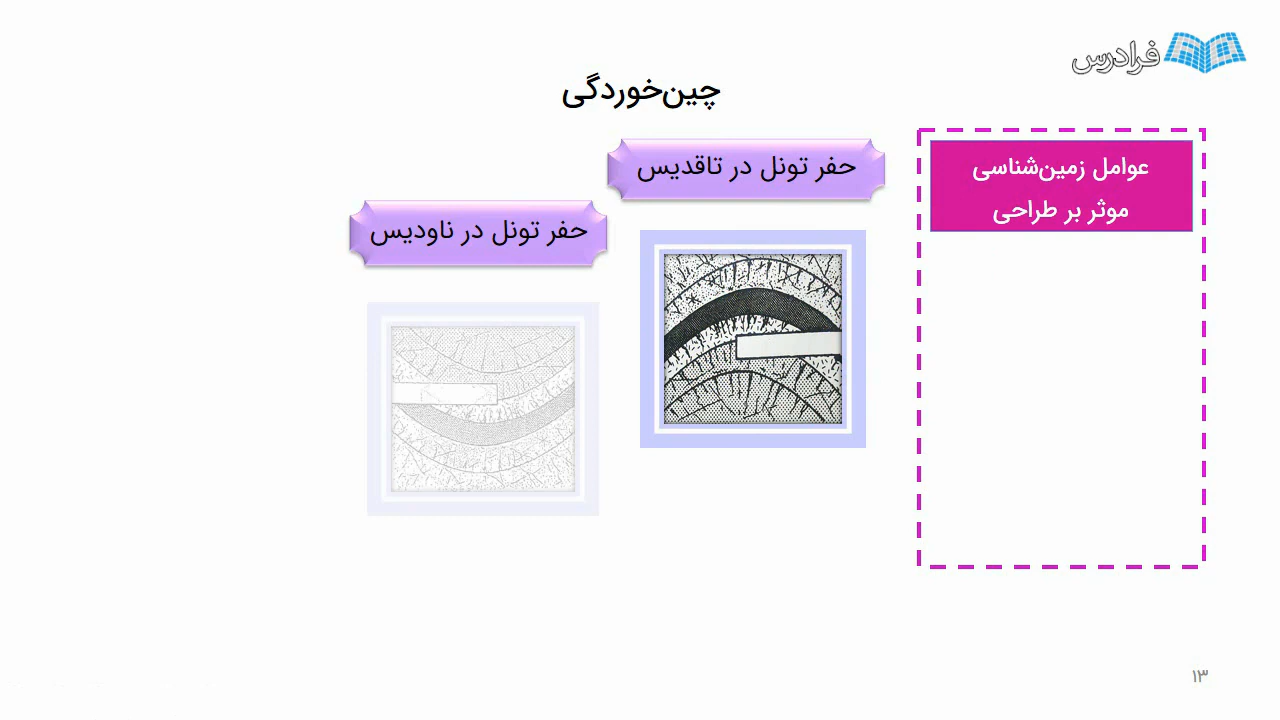 فرادرس
چین‌خوردگی
عوامل زمین‌شناسی
موثر بر طراحی
حفر تونل در تاقدیس
حفر تونل در ناودیس
۱۳